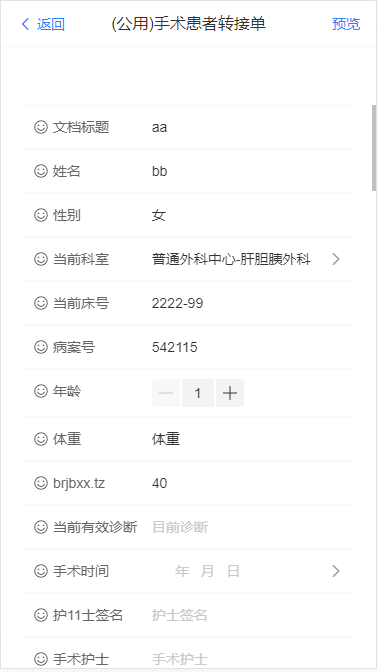 返回 (公用)手术患者转接单 预览
文档标题 aa
姓名 bb
性别 女
当前科室 普通外科中心-肝胆胰外科
当前床号 2222-99
病案号 542115
年龄 1
体重 体重
brjbxx.tz 40
当前有效诊断 目前诊断
手术时间 年 月 日
护11士签名 护士签名
手术护士 手术护士